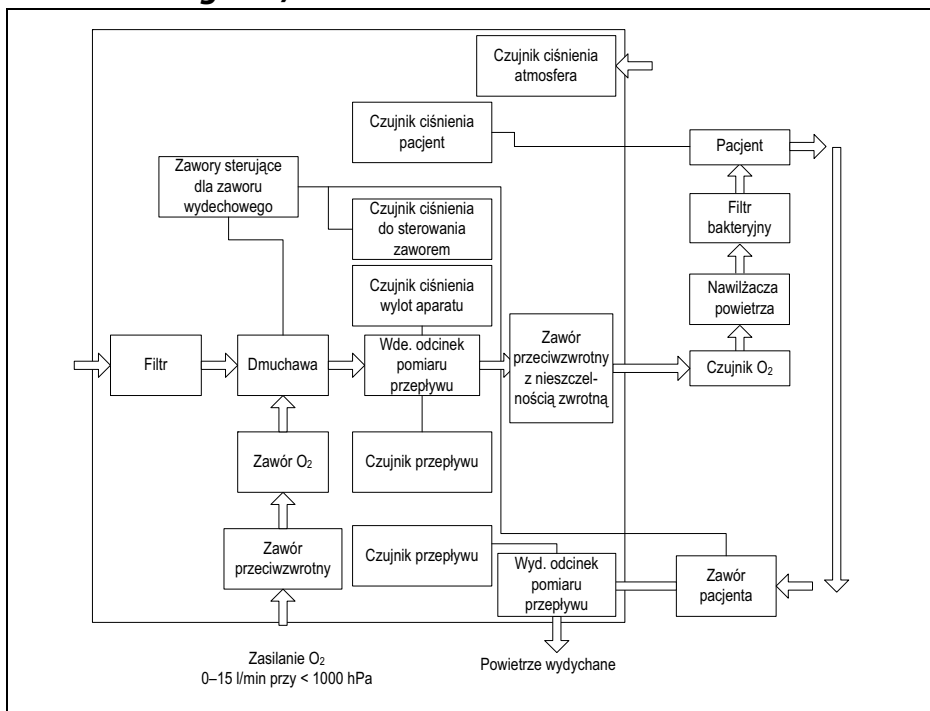 Czujnik ciśnienia
atmosfera
Czujnik ciśnienia
pacjent
Pacjent
Zawory sterujące
dla zaworu
wydechowego
Czujnik ciśnienia
do sterowania
zaworem
Filtr
bakteryjny
Czujnik ciśnienia
wylot aparatu
Nawilżacza
powietrza
Filtr
Dmuchawa
Wde. odcinek
pomiaru
przepływu
Zawór
przeciwzwrotny
z nieszczel-
nością zwrotną
Czujnik O₂
Zawór O₂
Czujnik przepływu
Zawór
przeciwzwrotny
Czujnik przepływu
Wyd. odcinek
pomiaru
przepływu
Zawór
pacjenta
Zasilanie O₂
0–15 l/min przy < 1000 hPa
Powietrze wydychane